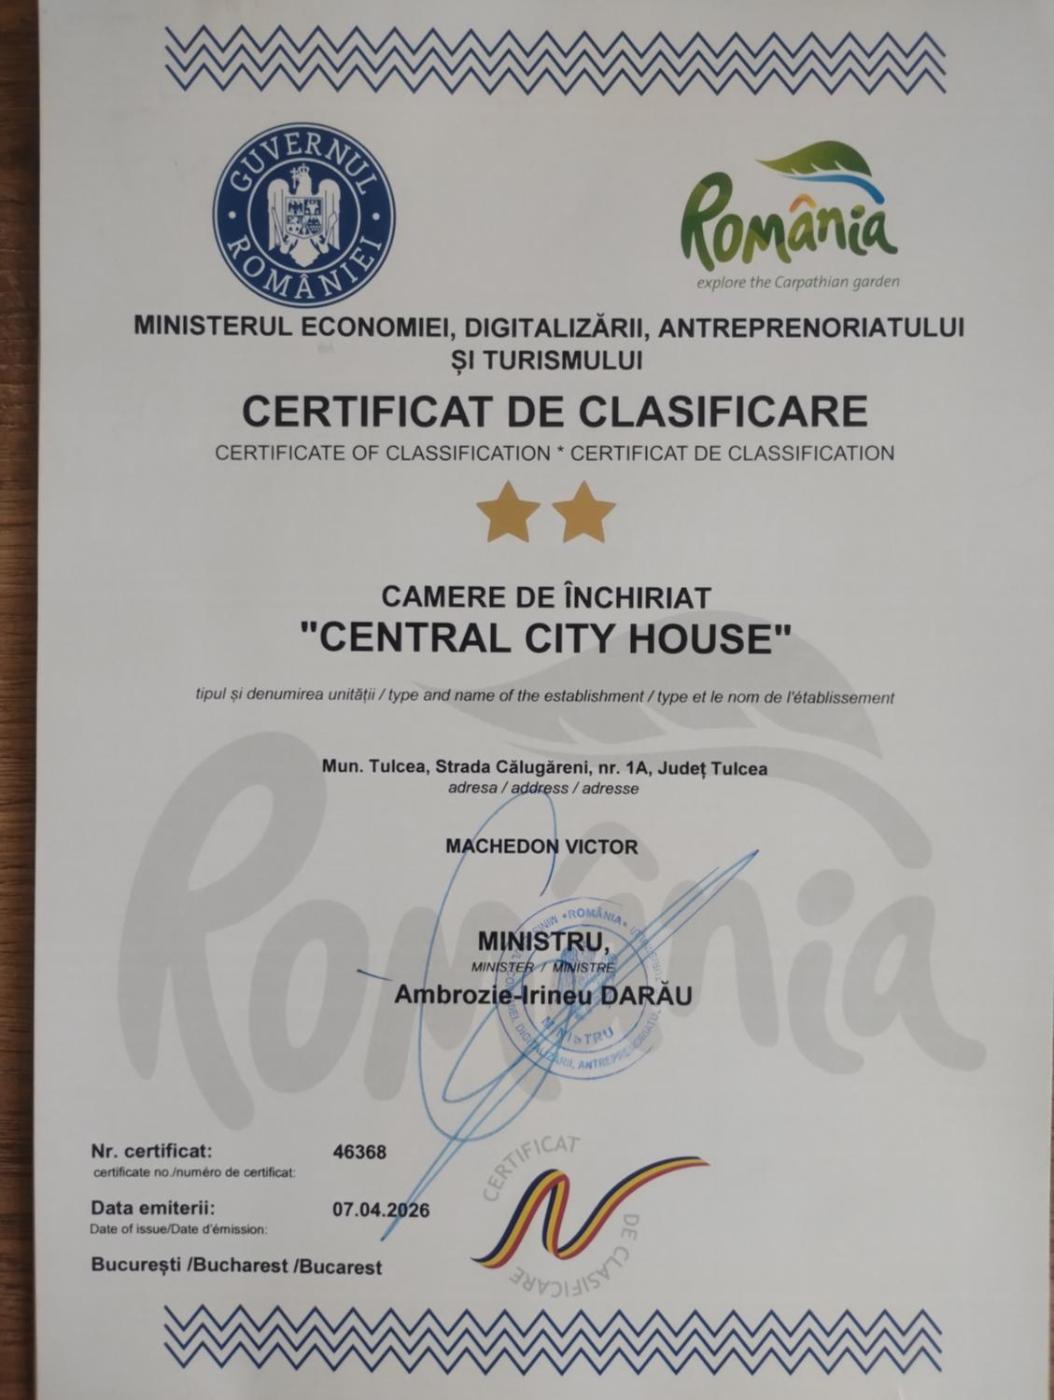 GUVERNUL ROMÂNIEI
România
explore the Carpathian garden
MINISTERUL ECONOMIEI, DIGITALIZĂRII, ANTREPRENORIATULUI
ȘI TURISMULUI
CERTIFICAT DE CLASIFICARE
CERTIFICATE OF CLASSIFICATION * CERTIFICAT DE CLASSIFICATION
CAMERE DE ÎNCHIRIAT
"CENTRAL CITY HOUSE"
tipul și denumirea unității / type and name of the establishment / type et le nom de l'établissement
Mun. Tulcea, Strada Călugăreni, nr. 1A, Județ Tulcea
adresa / address / adresse
MACHEDON VICTOR
MINISTRU,
MINISTER / MINISTRE
Ambrozie-Irineu DARĂU
România
•ROMÂNIA•
MINISTRU
Nr. certificat: 46368
certificate no./numéro de certificat:
Data emiterii: 07.04.2026
Date of issue/Date d'émission:
București /Bucharest /Bucarest
CERTIFICAT
DE CLASIFICARE